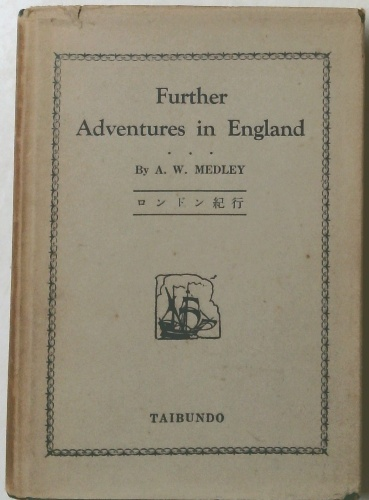 Further
Adventures in England
By A. W. MEDLEY
ロンドン紀行
TAIBUNDO